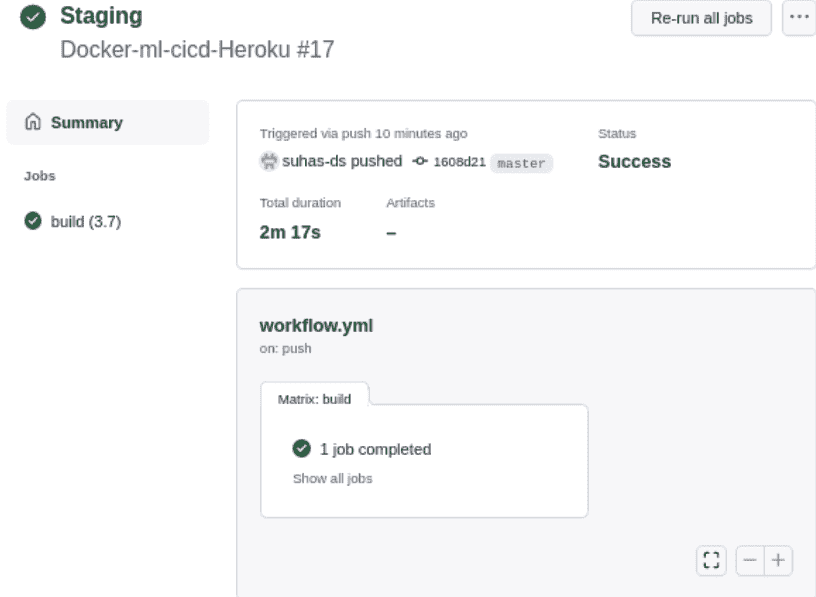 Staging
Re-run all jobs
Docker-ml-cicd-Heroku #17
Summary
Jobs
build (3.7)
Triggered via push 10 minutes ago
suhas-ds pushed 1608d21 master
Status
Success
Total duration
2m 17s
Artifacts
–
workflow.yml
on: push
Matrix: build
1 job completed
Show all jobs